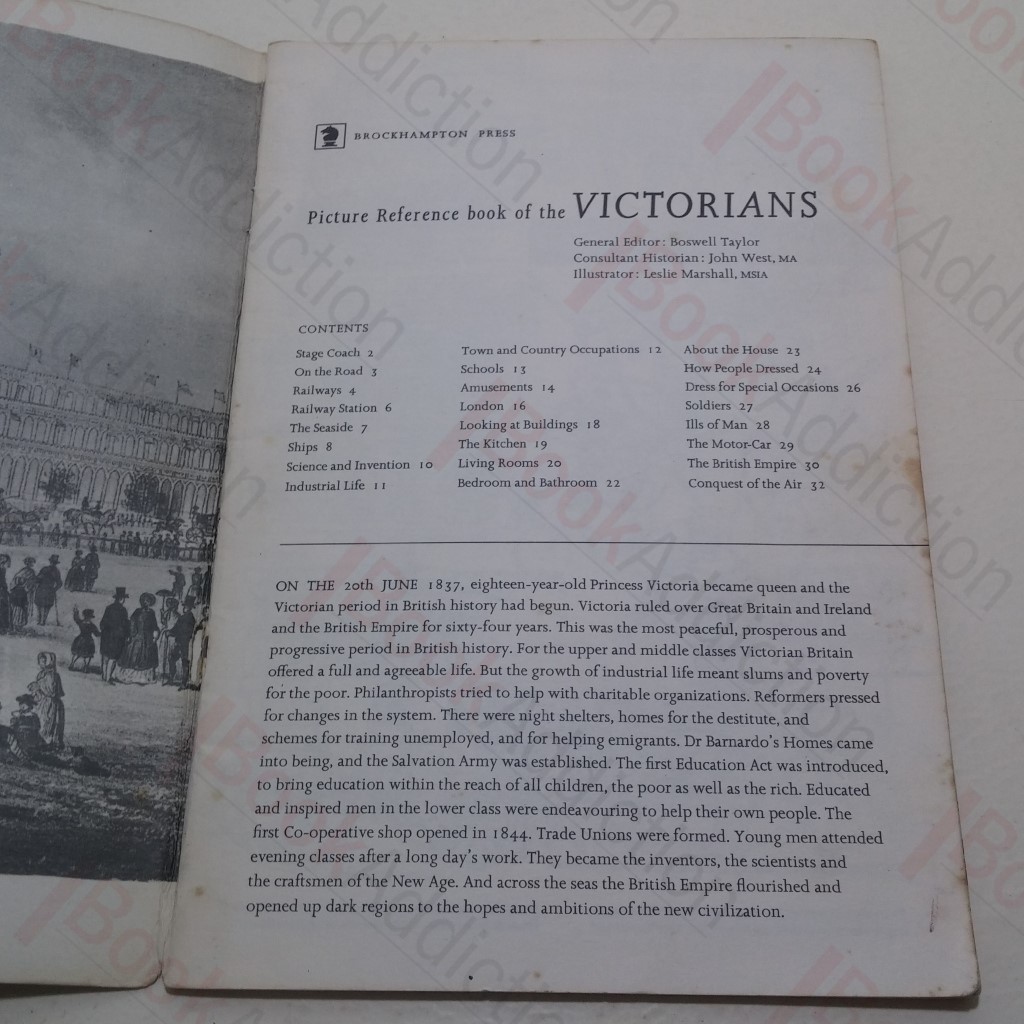 BROCKHAMPTON PRESS
Picture Reference book of the VICTORIANS
General Editor: Boswell Taylor
Consultant Historian: John West, MA
Illustrator: Leslie Marshall, MSIA
CONTENTS
Stage Coach 2
On the Road 3
Railways 4
Railway Station 6
The Seaside 7
Ships 8
Science and Invention 10
Industrial Life 11
Town and Country Occupations 12
Schools 13
Amusements 14
London 16
Looking at Buildings 18
The Kitchen 19
Living Rooms 20
Bedroom and Bathroom 22
About the House 23
How People Dressed 24
Dress for Special Occasions 26
Soldiers 27
Ills of Man 28
The Motor-Car 29
The British Empire 30
Conquest of the Air 32
ON THE 20th JUNE 1837, eighteen-year-old Princess Victoria became queen and the
Victorian period in British history had begun. Victoria ruled over Great Britain and Ireland
and the British Empire for sixty-four years. This was the most peaceful, prosperous and
progressive period in British history. For the upper and middle classes Victorian Britain
offered a full and agreeable life. But the growth of industrial life meant slums and poverty
for the poor. Philanthropists tried to help with charitable organizations. Reformers pressed
for changes in the system. There were night shelters, homes for the destitute, and
schemes for training unemployed, and for helping emigrants. Dr Barnardo's Homes came
into being, and the Salvation Army was established. The first Education Act was introduced,
to bring education within the reach of all children, the poor as well as the rich. Educated
and inspired men in the lower class were endeavouring to help their own people. The
first Co-operative shop opened in 1844. Trade Unions were formed. Young men attended
evening classes after a long day's work. They became the inventors, the scientists and
the craftsmen of the New Age. And across the seas the British Empire flourished and
opened up dark regions to the hopes and ambitions of the new civilization.
BookAddiction